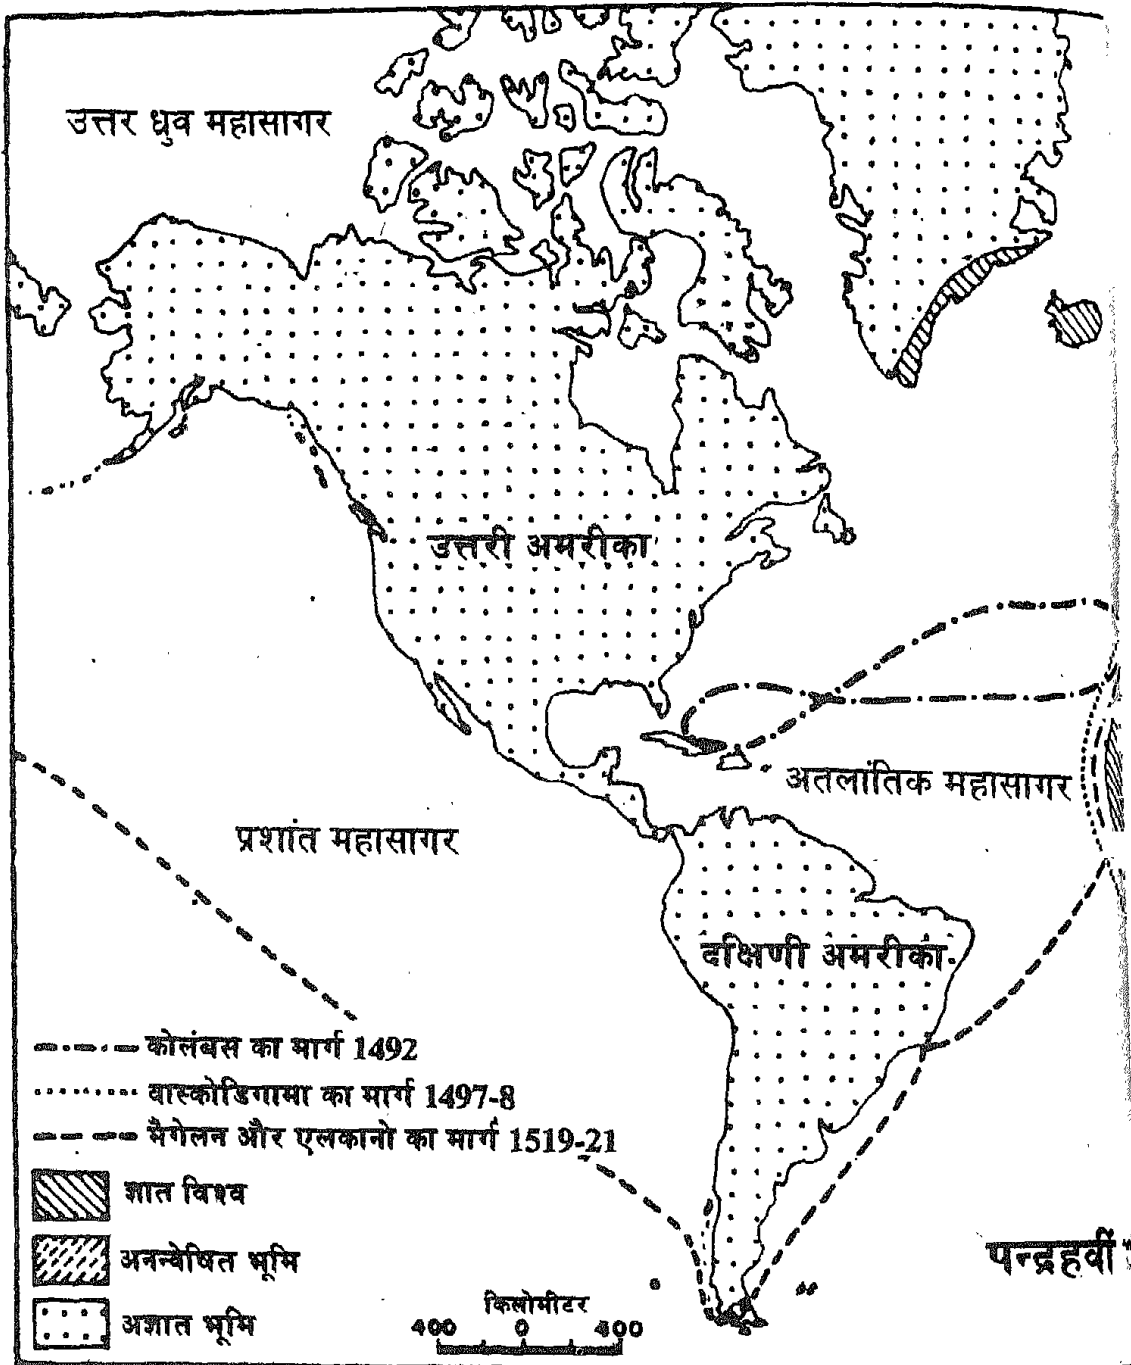 उत्तर ध्रुव महासागर
उत्तरी अमरीका
अतलांतिक महासागर
प्रशांत महासागर
दक्षिणी अमरीका
कोलंबस का मार्ग 1492
वास्कोडिगामा का मार्ग 1497-8
मैगेलन और एलकानो का मार्ग 1519-21
ज्ञात विश्व
अनन्वेषित भूमि
अज्ञात भूमि
पन्द्रहवीं
किलोमीटर
400 0 400